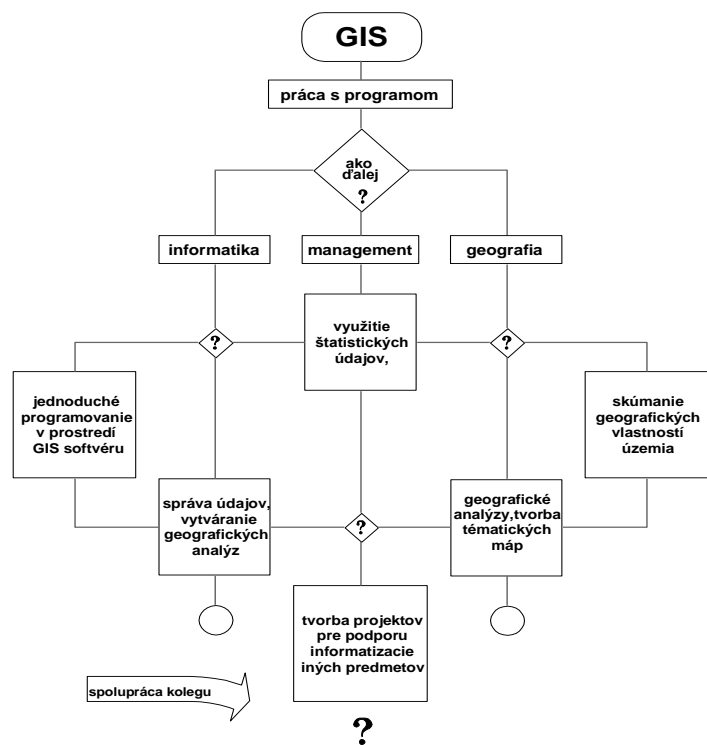 GIS
práca s programom
ako
ďalej
?
informatika
management
geografia
využitie
štatistických
údajov,
?
?
jednoduché
programovanie
v prostredí
GIS softvéru
skúmanie
geografických
vlastností
územia
správa údajov,
vytváranie
geografických
analýz
?
geografické
analýzy,tvorba
tématických
máp
tvorba projektov
pre podporu
informatizacie
iných predmetov
spolupráca kolegu
?